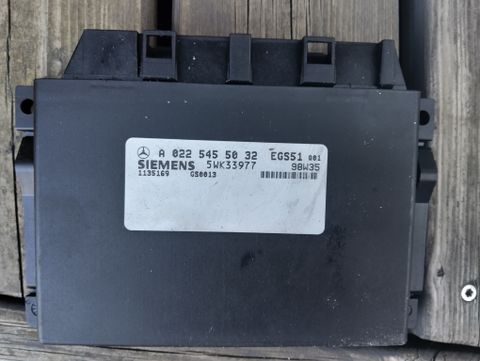 A 022 545 50 32 EGS51 001
SIEMENS 5WK33977 98W35
1135169 GS0013